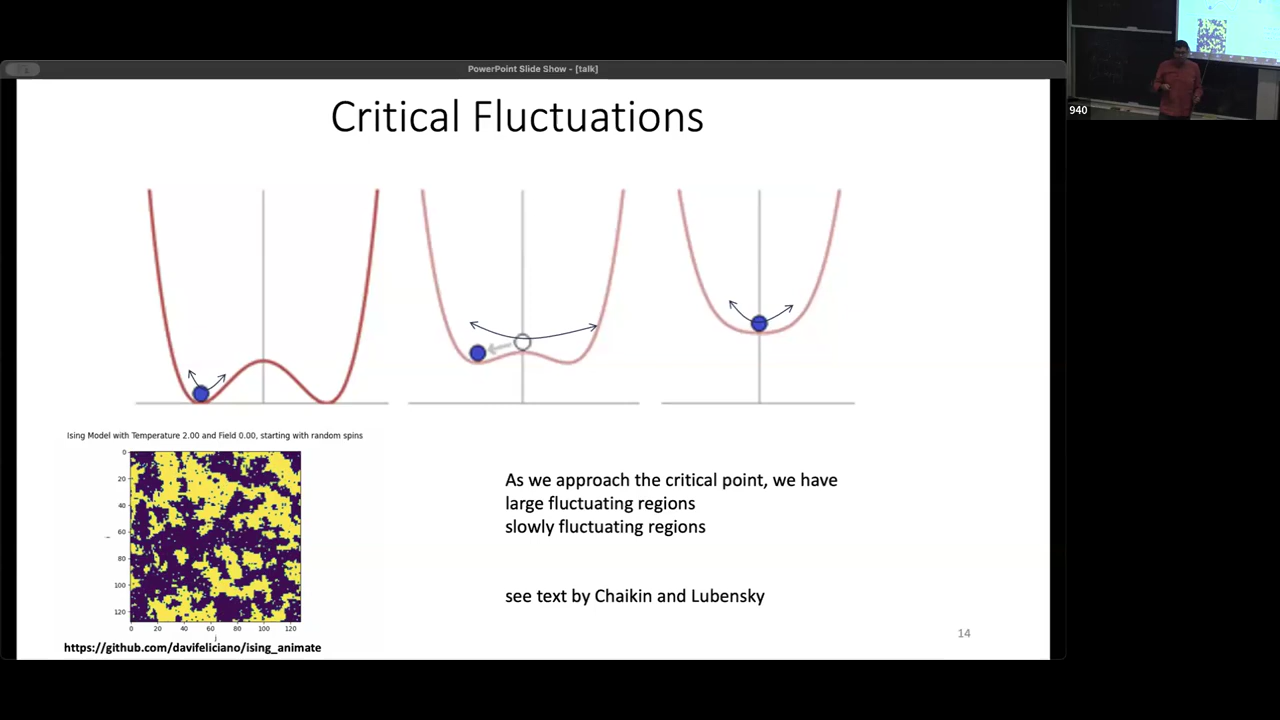 PowerPoint Slide Show - [talk]
940
Critical Fluctuations
Ising Model with Temperature 2.00 and Field 0.00, starting with random spins
0
20
40
60
80
100
120
0 20 40 60 80 100 120
j
As we approach the critical point, we have
large fluctuating regions
slowly fluctuating regions
see text by Chaikin and Lubensky
14
https://github.com/davifeliciano/ising_animate